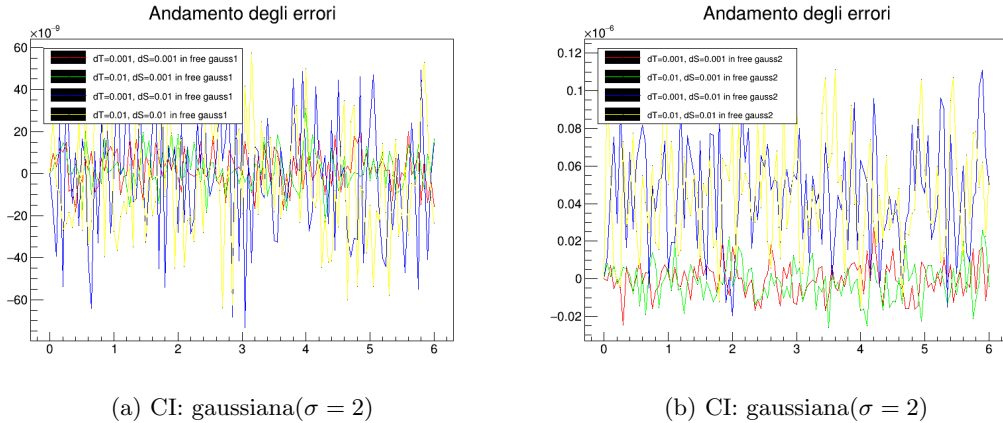 Andamento degli errori
×10⁻⁹
60
40
20
0
−20
−40
−60
dT=0.001, dS=0.001 in free gauss1
dT=0.01, dS=0.001 in free gauss1
dT=0.001, dS=0.01 in free gauss1
dT=0.01, dS=0.01 in free gauss1
0 1 2 3 4 5 6
(a) CI: gaussiana(σ = 2)
Andamento degli errori
×10⁻⁶
0.12
0.1
0.08
0.06
0.04
0.02
0
−0.02
dT=0.001, dS=0.001 in free gauss2
dT=0.01, dS=0.001 in free gauss2
dT=0.001, dS=0.01 in free gauss2
dT=0.01, dS=0.01 in free gauss2
0 1 2 3 4 5 6
(b) CI: gaussiana(σ = 2)